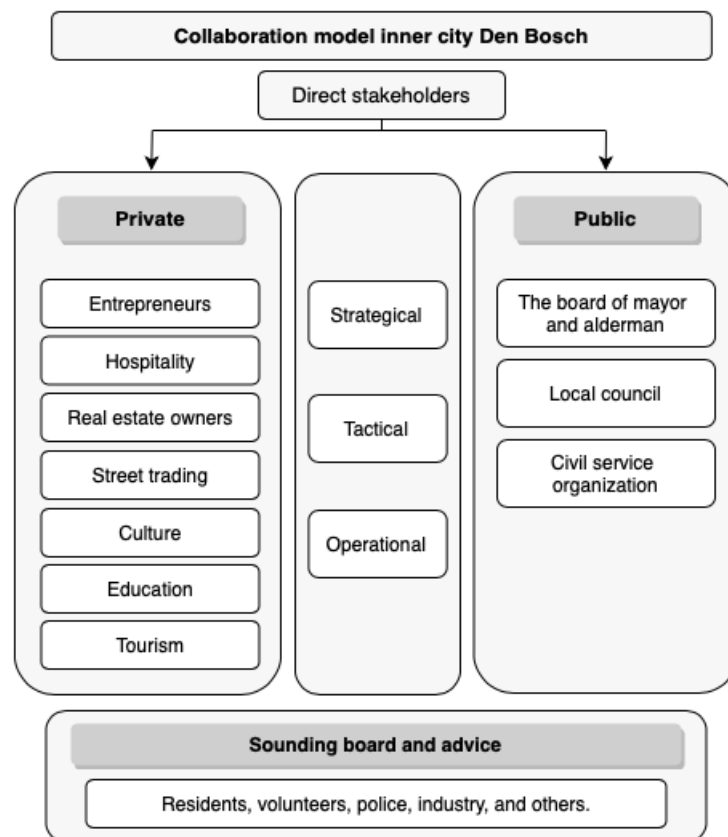 Collaboration model inner city Den Bosch
Direct stakeholders
Private
Entrepreneurs
Hospitality
Real estate owners
Street trading
Culture
Education
Tourism
Strategical
Tactical
Operational
Public
The board of mayor
and alderman
Local council
Civil service
organization
Sounding board and advice
Residents, volunteers, police, industry, and others.